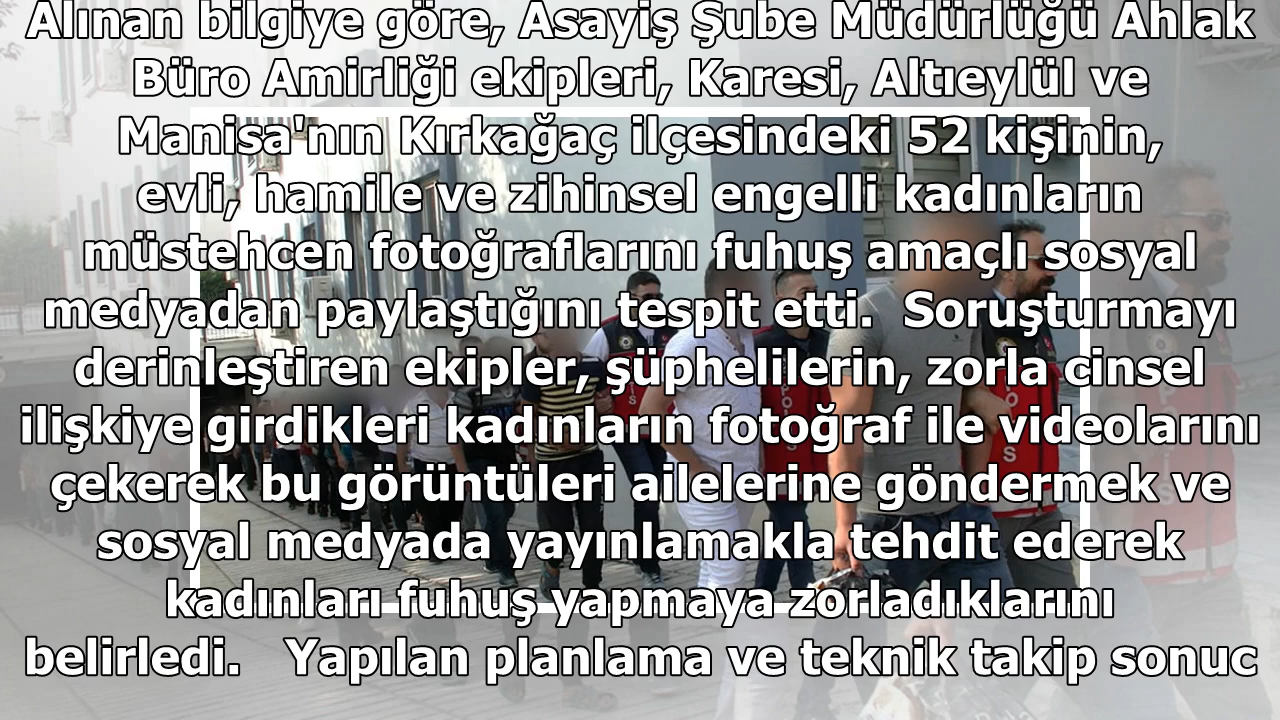 Alınan bilgiye göre, Asayiş Şube Müdürlüğü Ahlak
Büro Amirliği ekipleri, Karesi, Altıeylül ve
Manisa'nın Kırkağaç ilçesindeki 52 kişinin,
evli, hamile ve zihinsel engelli kadınların
müstehcen fotoğraflarını fuhuş amaçlı sosyal
medyadan paylaştığını tespit etti.  Soruşturmayı
derinleştiren ekipler, şüphelilerin, zorla cinsel
ilişkiye girdikleri kadınların fotoğraf ile videolarını
çekerek bu görüntüleri ailelerine göndermek ve
sosyal medyada yayınlamakla tehdit ederek
kadınları fuhuş yapmaya zorladıklarını
belirledi.   Yapılan planlama ve teknik takip sonuc